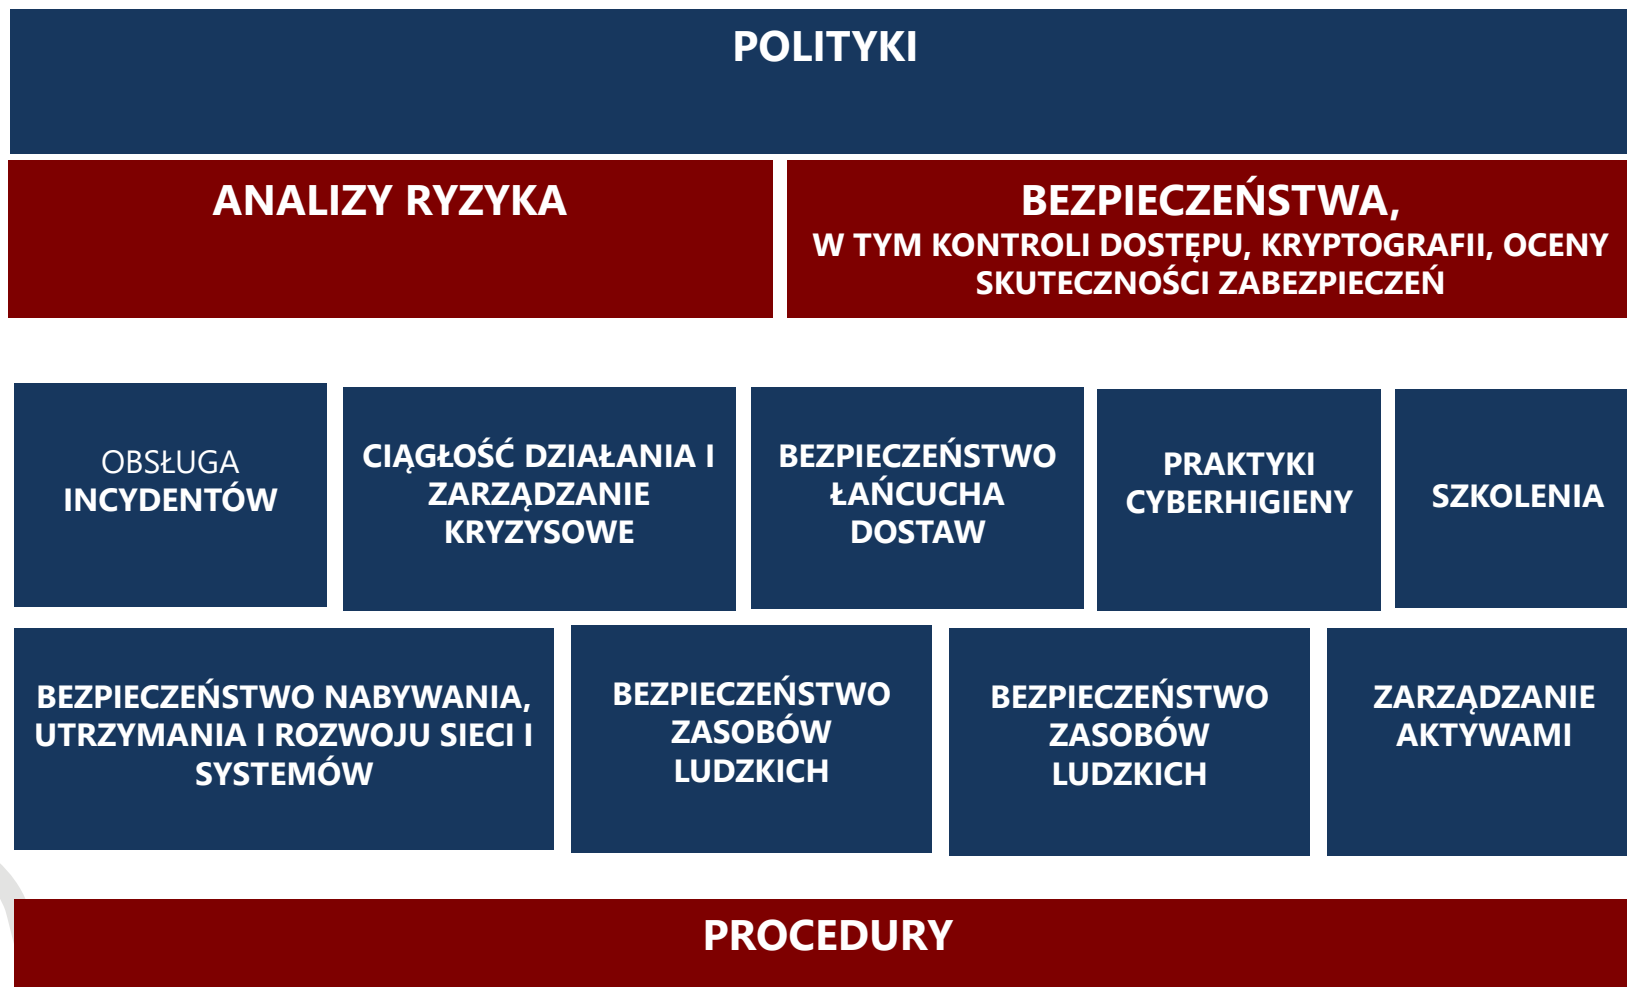 POLITYKI
ANALIZY RYZYKA
BEZPIECZEŃSTWA,
W TYM KONTROLI DOSTĘPU, KRYPTOGRAFII, OCENY
SKUTECZNOŚCI ZABEZPIECZEŃ
OBSŁUGA
INCYDENTÓW
CIĄGŁOŚĆ DZIAŁANIA I
ZARZĄDZANIE
KRYZYSOWE
BEZPIECZEŃSTWO
ŁAŃCUCHA
DOSTAW
PRAKTYKI
CYBERHIGIENY
SZKOLENIA
BEZPIECZEŃSTWO NABYWANIA,
UTRZYMANIA I ROZWOJU SIECI I
SYSTEMÓW
BEZPIECZEŃSTWO
ZASOBÓW
LUDZKICH
BEZPIECZEŃSTWO
ZASOBÓW
LUDZKICH
ZARZĄDZANIE
AKTYWAMI
PROCEDURY